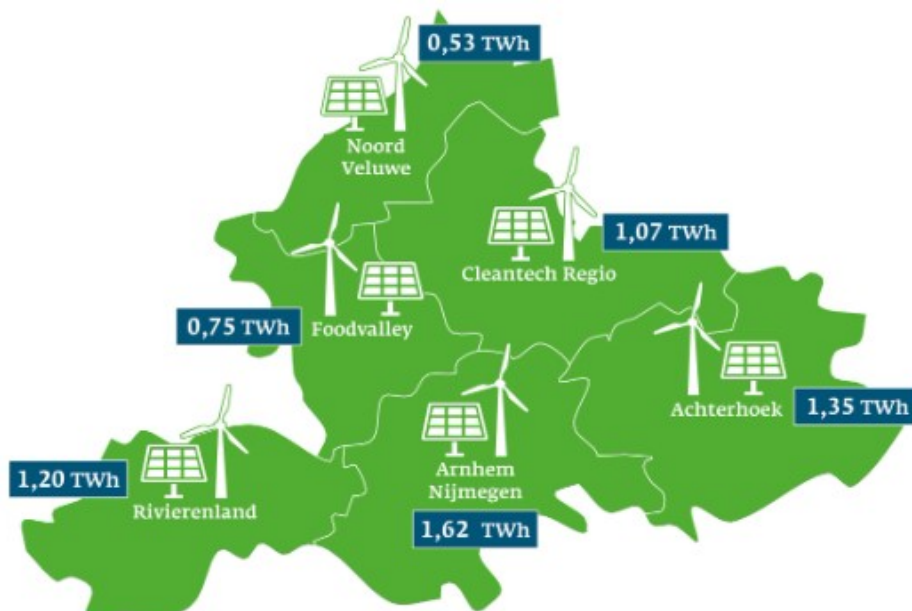 0,53 TWh
Noord
Veluwe
1,07 TWh
Cleantech Regio
0,75 TWh
Foodvalley
Achterhoek
1,35 TWh
1,20 TWh
Rivierenland
Arnhem
Nijmegen
1,62 TWh